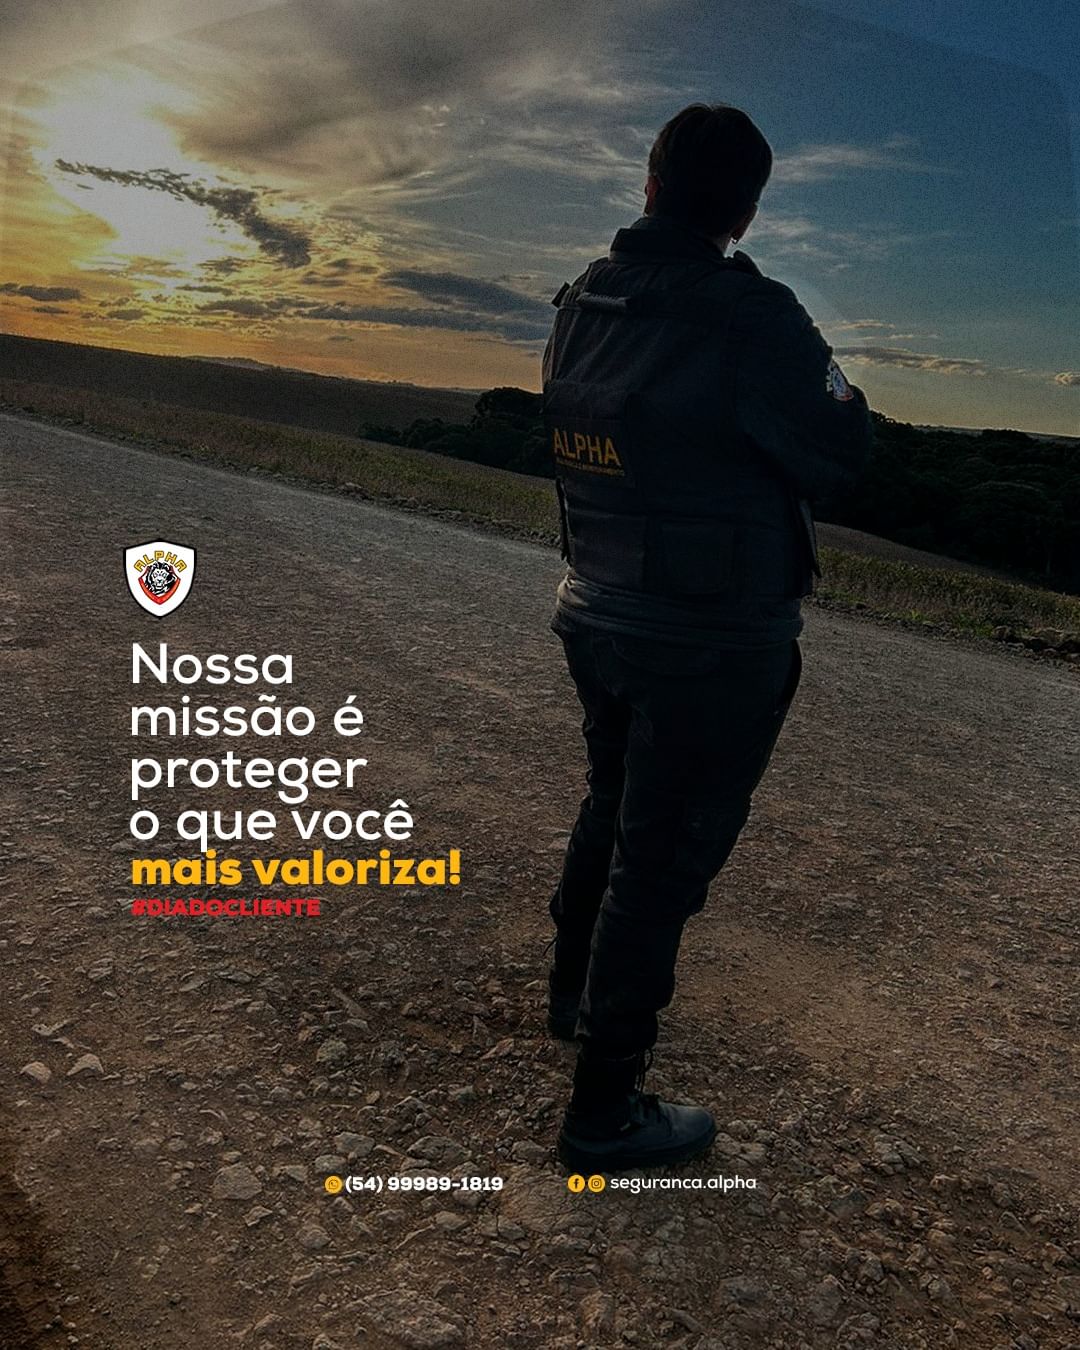 ALPHA
ALPHA
Nossa
missão é
proteger
o que você
mais valoriza!
#DIADOCLIENTE
(54) 99989-1819
seguranca.alpha